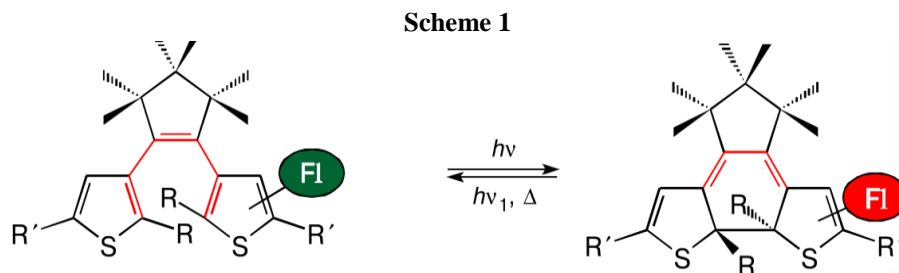 Scheme 1
Fl
R
R' S R R'
hν
hν₁, Δ
Fl
R
R' S R S R'